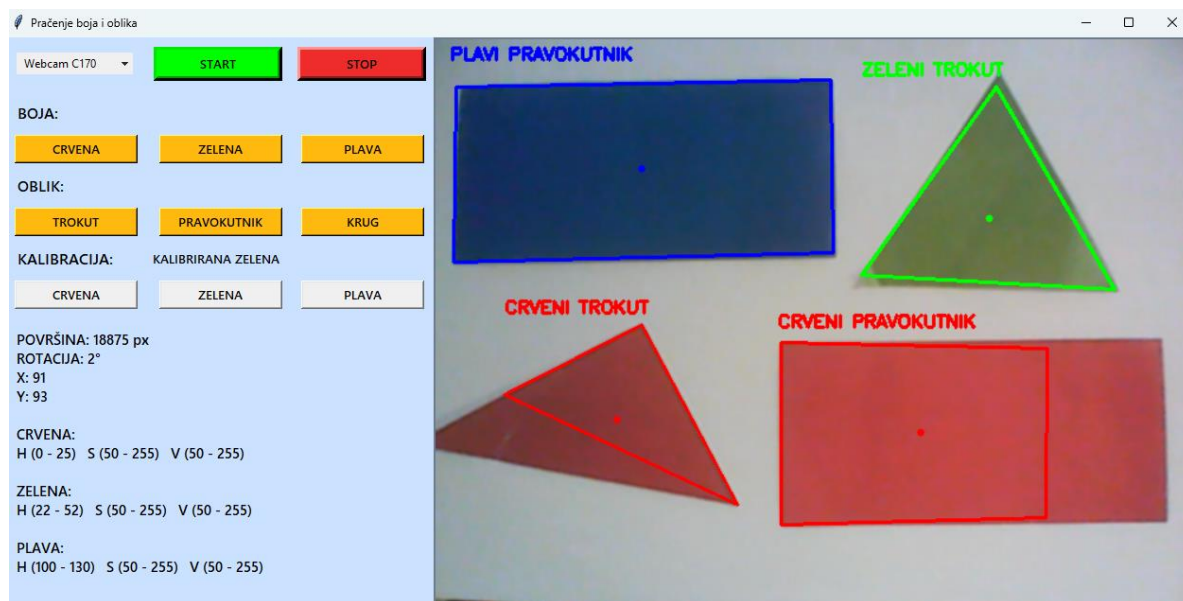 Pračenje boja i oblika
Webcam C170
START
STOP
BOJA:
CRVENA
ZELENA
PLAVA
OBLIK:
TROKUT
PRAVOKUTNIK
KRUG
KALIBRACIJA:
KALIBRIRANA ZELENA
CRVENA
ZELENA
PLAVA
POVRŠINA: 18875 px
ROTACIJA: 2°
X: 91
Y: 93
CRVENA:
H (0 - 25) S (50 - 255) V (50 - 255)
ZELENA:
H (22 - 52) S (50 - 255) V (50 - 255)
PLAVA:
H (100 - 130) S (50 - 255) V (50 - 255)
PLAVI PRAVOKUTNIK
ZELENI TROKUT
CRVENI TROKUT
CRVENI PRAVOKUTNIK